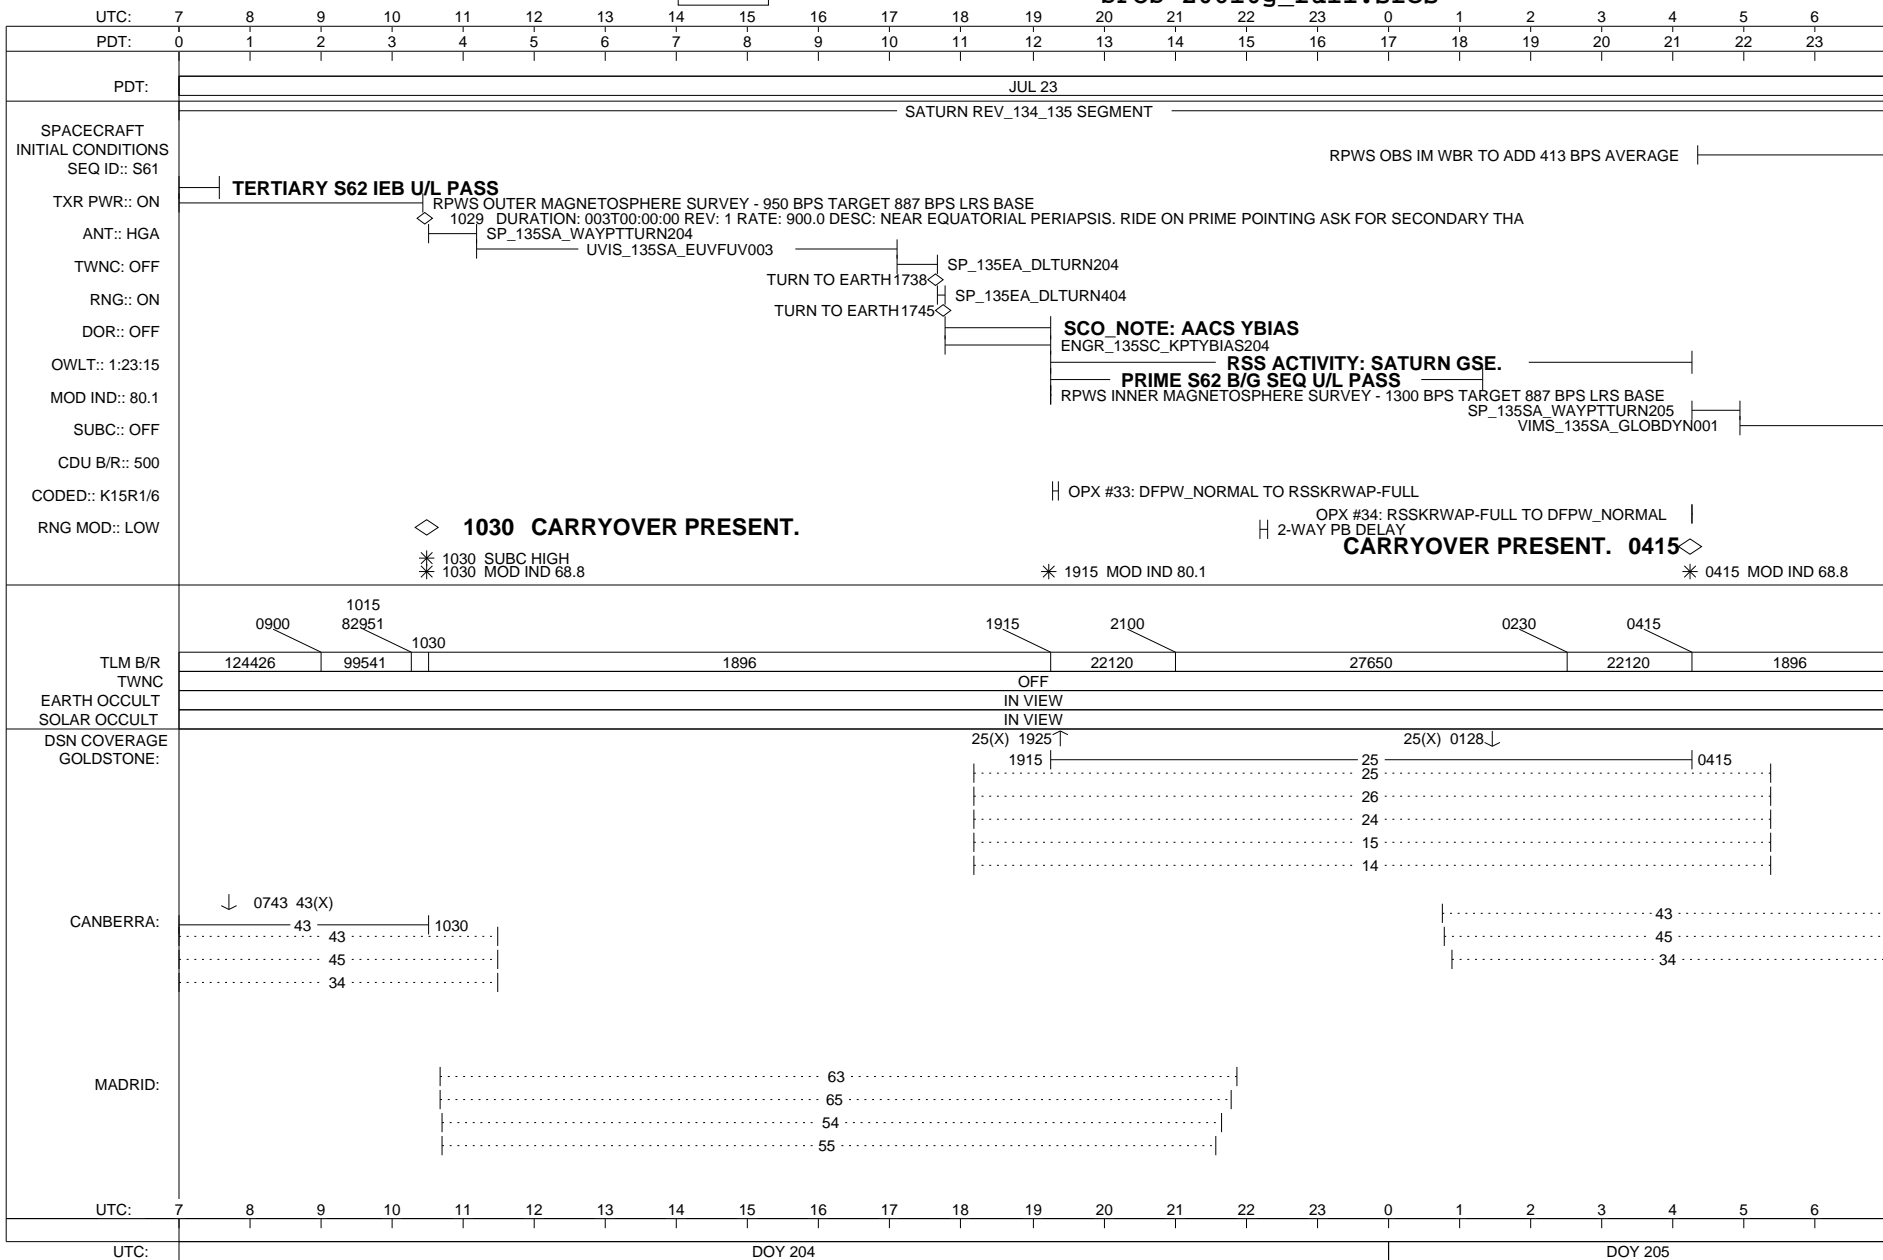 UTC: 7 8 9 10 11 12 13 14 15 16 17 18 19 20 21 22 23 0 1 2 3 4 5 6
PDT: 0 1 2 3 4 5 6 7 8 9 10 11 12 13 14 15 16 17 18 19 20 21 22 23
PDT: JUL 23
SATURN REV_134_135 SEGMENT
SPACECRAFT
INITIAL CONDITIONS
RPWS OBS IM WBR TO ADD 413 BPS AVERAGE
SEQ ID:: S61
TERTIARY S62 IEB U/L PASS
TXR PWR:: ON
RPWS OUTER MAGNETOSPHERE SURVEY - 950 BPS TARGET 887 BPS LRS BASE
1029 DURATION: 003T00:00:00 REV: 1 RATE: 900.0 DESC: NEAR EQUATORIAL PERIAPSIS. RIDE ON PRIME POINTING ASK FOR SECONDARY THA
ANT:: HGA
SP_135SA_WAYPTTURN204
UVIS_135SA_EUVFUV003
TWNC: OFF
SP_135EA_DLTURN204
TURN TO EARTH 1738
RNG:: ON
SP_135EA_DLTURN404
TURN TO EARTH 1745
DOR:: OFF
SCO_NOTE: AACS YBIAS
ENGR_135SC_KPTYBIAS204
OWLT:: 1:23:15
RSS ACTIVITY: SATURN GSE.
PRIME S62 B/G SEQ U/L PASS
MOD IND:: 80.1
RPWS INNER MAGNETOSPHERE SURVEY - 1300 BPS TARGET 887 BPS LRS BASE
SP_135SA_WAYPTTURN205
SUBC:: OFF
VIMS_135SA_GLOBDYN001
CDU B/R:: 500
CODED:: K15R1/6
OPX #33: DFPW_NORMAL TO RSSKRWAP-FULL
OPX #34: RSSKRWAP-FULL TO DFPW_NORMAL
RNG MOD:: LOW
1030 CARRYOVER PRESENT.
2-WAY PB DELAY
CARRYOVER PRESENT. 0415
1030 SUBC HIGH
1030 MOD IND 68.8
1915 MOD IND 80.1
0415 MOD IND 68.8
1015
0900 82951 1915 2100 0230 0415
1030
TLM B/R 124426 99541 1896 22120 27650 22120 1896
TWNC OFF
EARTH OCCULT IN VIEW
SOLAR OCCULT IN VIEW
DSN COVERAGE
25(X) 1925 25(X) 0128
GOLDSTONE:
1915 25 0415
25
26
24
15
14
0743 43(X)
CANBERRA:
43 1030 43
43 45
45 34
34
MADRID:
63
65
54
55
UTC: 7 8 9 10 11 12 13 14 15 16 17 18 19 20 21 22 23 0 1 2 3 4 5 6
UTC: DOY 204 DOY 205